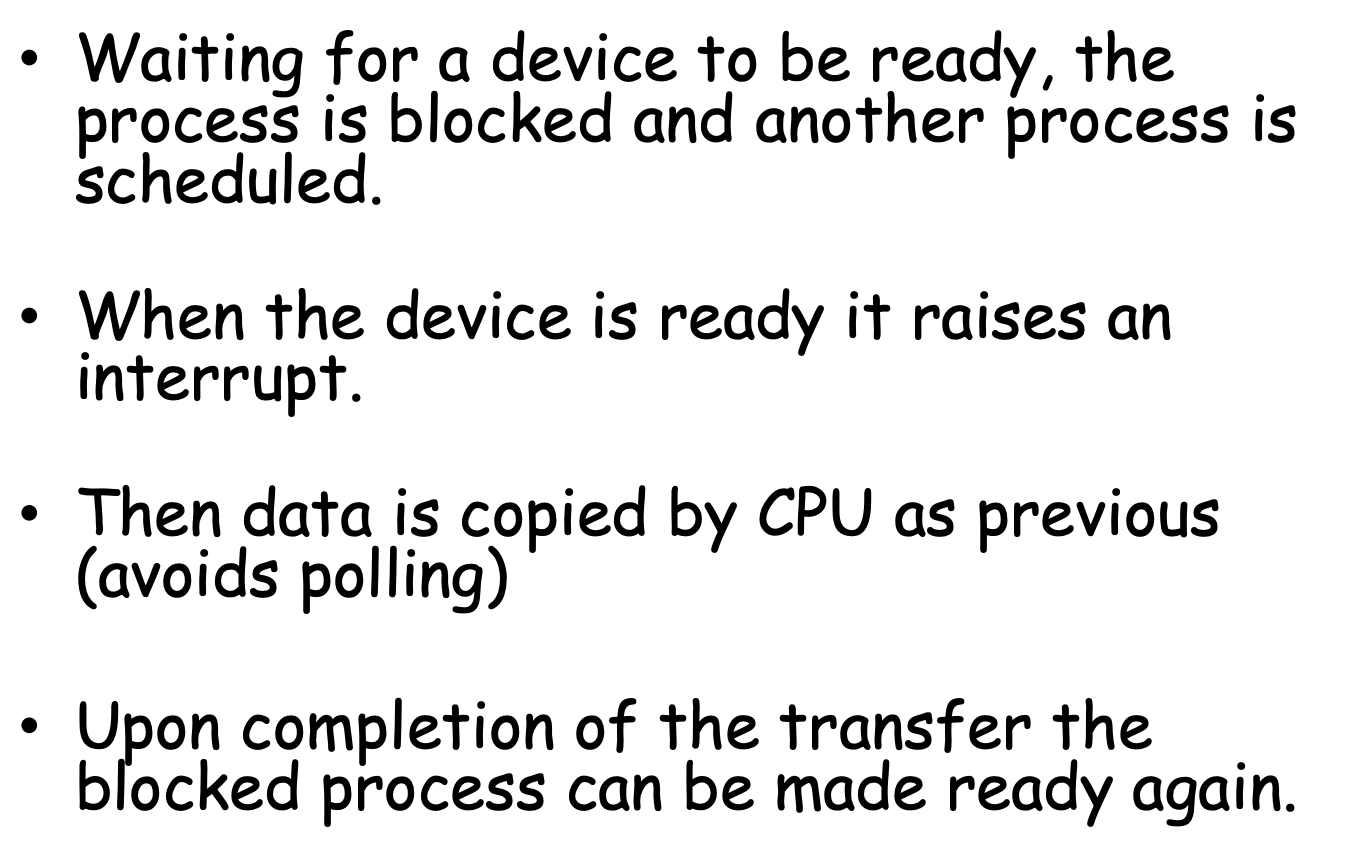 • Waiting for a device to be ready, the
process is blocked and another process is
scheduled.
• When the device is ready it raises an
interrupt.
• Then data is copied by CPU as previous
(avoids polling)
• Upon completion of the transfer the
blocked process can be made ready again.